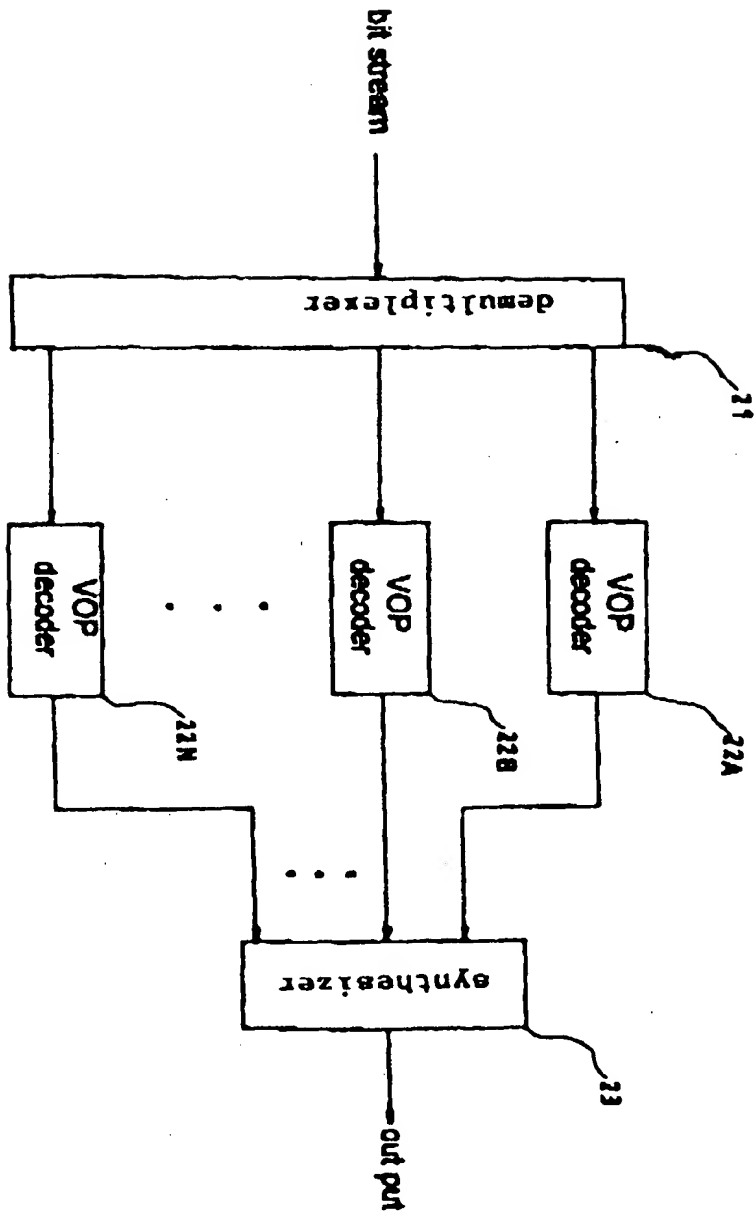 bit stream
demultiplexer
21
VOP
decoder
22A
VOP
decoder
22B
VOP
decoder
22N
synthesizer
23
out put